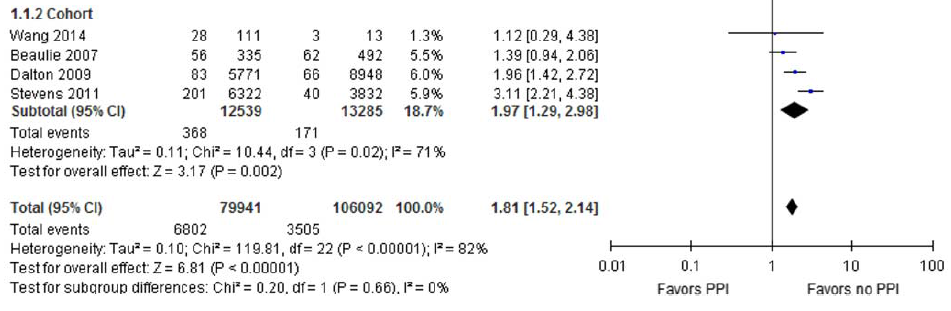 1.1.2 Cohort
Wang 2014 28 111 3 13 1.3% 1.12 [0.29, 4.38]
Beaulie 2007 56 335 62 492 5.5% 1.39 [0.94, 2.06]
Dalton 2009 83 5771 66 8948 6.0% 1.96 [1.42, 2.72]
Stevens 2011 201 6322 40 3832 5.9% 3.11 [2.21, 4.38]
Subtotal (95% CI) 12539 13285 18.7% 1.97 [1.29, 2.98]
Total events 368 171
Heterogeneity: Tau² = 0.11; Chi² = 10.44, df = 3 (P = 0.02); I² = 71%
Test for overall effect: Z = 3.17 (P = 0.002)
Total (95% CI) 79941 106092 100.0% 1.81 [1.52, 2.14]
Total events 6802 3505
Heterogeneity: Tau² = 0.10; Chi² = 119.81, df = 22 (P < 0.00001); I² = 82%
Test for overall effect: Z = 6.81 (P < 0.00001)
Test for subgroup differences: Chi² = 0.20, df = 1 (P = 0.66), I² = 0%
0.01 0.1 1 10 100
Favors PPI Favors no PPI